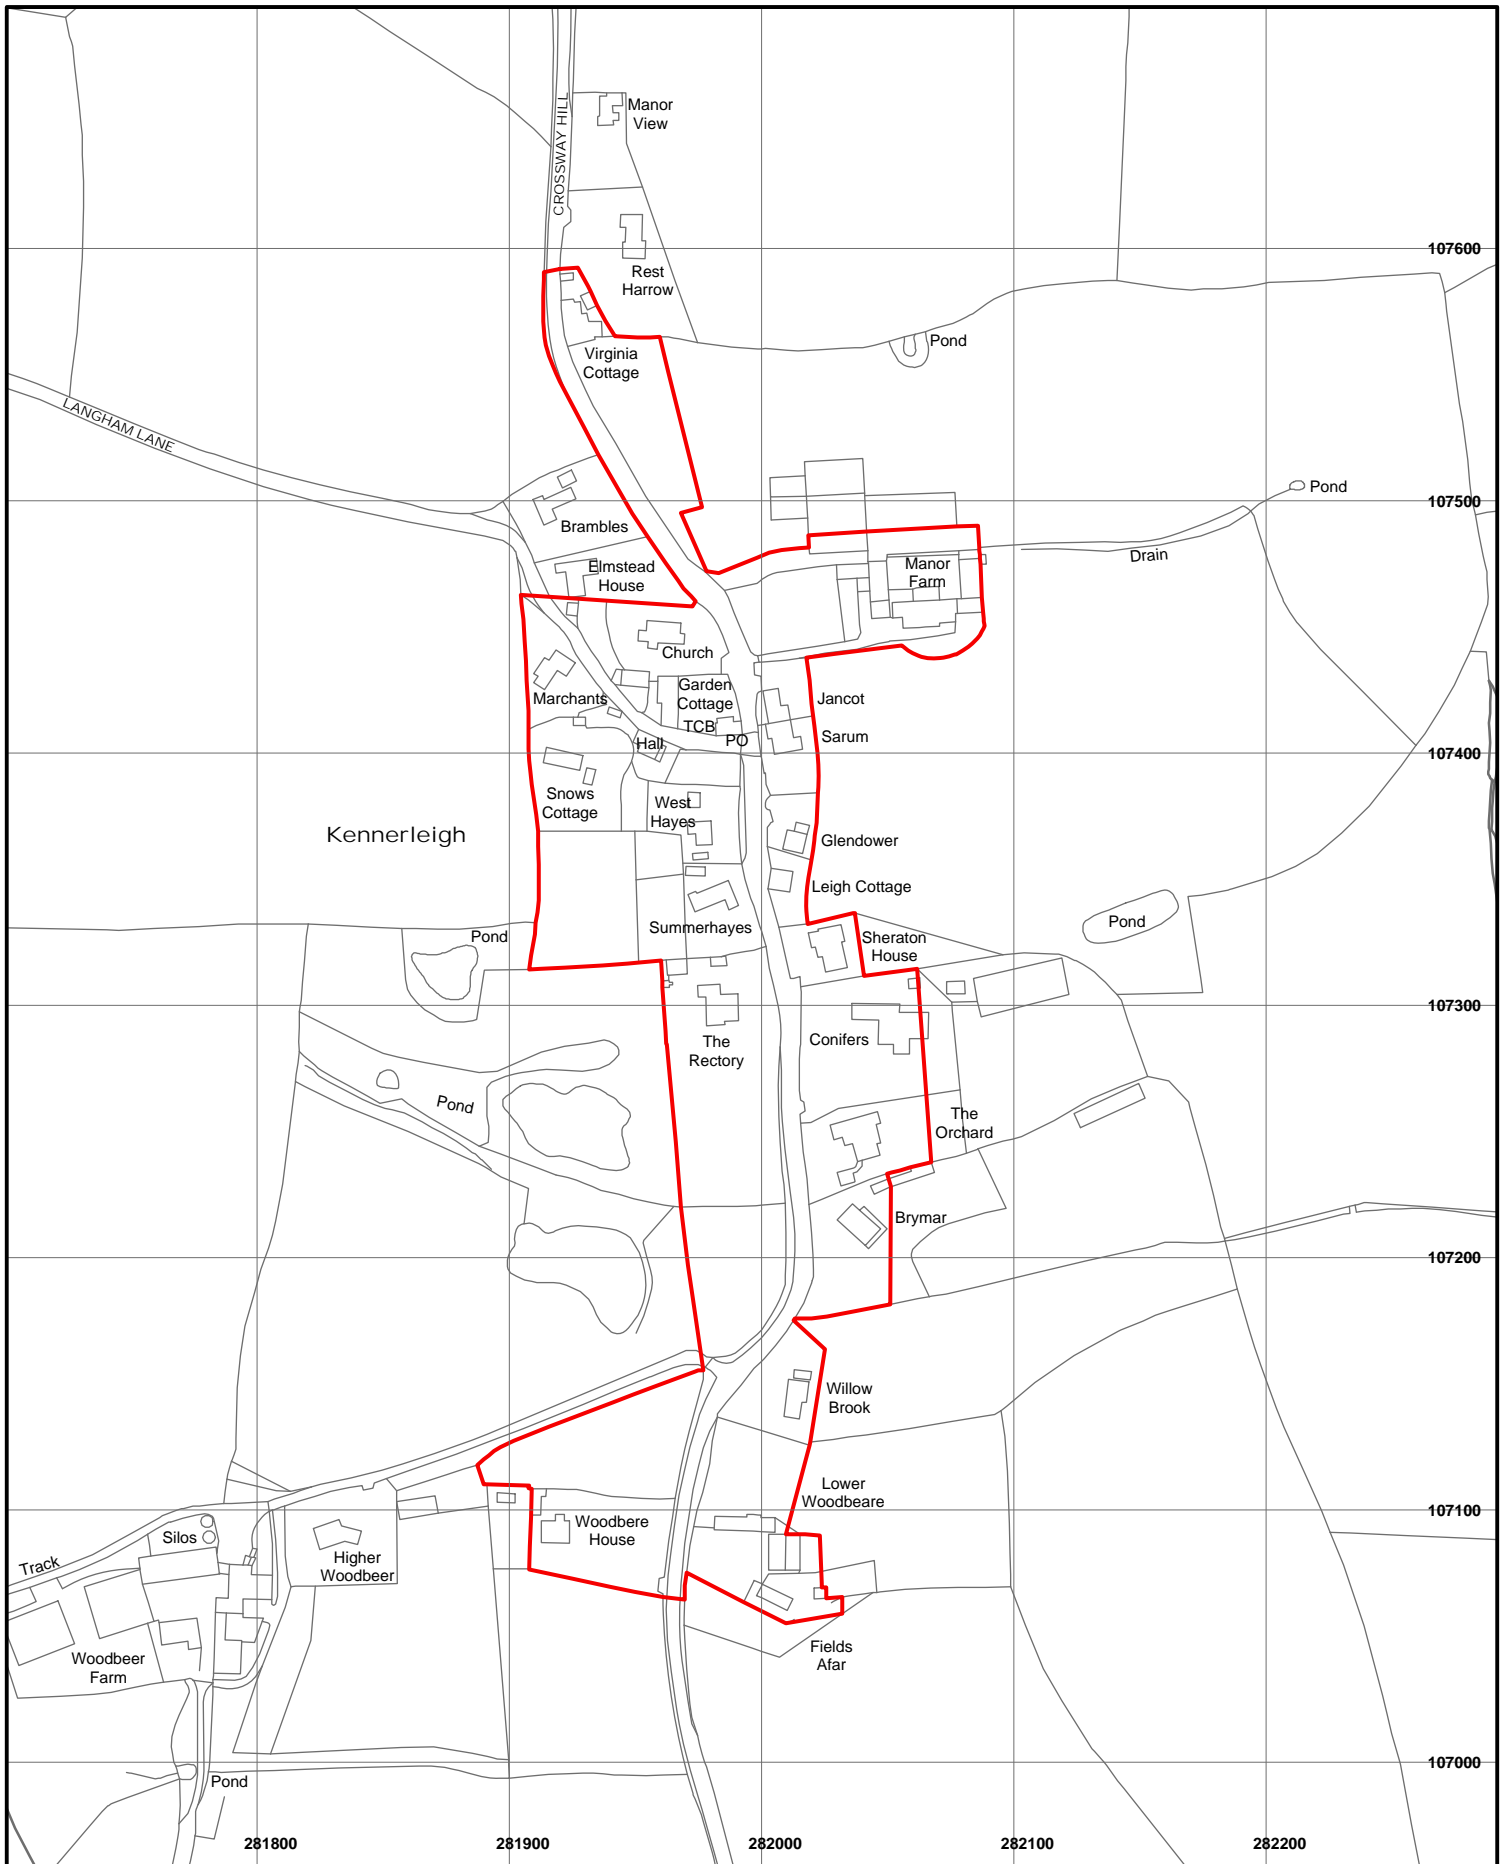 Manor
View
CROSSWAY HILL
107600
Rest
Harrow
Pond
Virginia
Cottage
LANGHAM LANE
Pond
107500
Brambles
Drain
Elmstead
House
Manor
Farm
Church
Marchants
Garden
Cottage
Jancot
TCB
PO
Sarum
Hall
107400
Snows
Cottage
West
Hayes
Kennerleigh
Glendower
Leigh Cottage
Summerhayes
Pond
Sheraton
House
Pond
107300
The
Rectory
Conifers
Pond
The
Orchard
Brymar
107200
Willow
Brook
Lower
Woodbeare
107100
Silos
Woodbere
House
Track
Higher
Woodbeer
Woodbeer
Farm
Fields
Afar
107000
Pond
281800
281900
282000
282100
282200